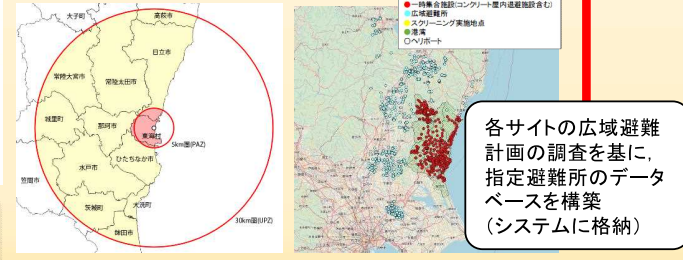 大子町
高萩市
日立市
常陸大宮市
常陸太田市
城里町
那珂市
東海村
5km圏(PAZ)
ひたちなか市
水戸市
笠間市
茨城町
大洗町
鉾田市
30km圏(UPZ)
一時集合施設(コンクリート屋内退避施設含む)
広域避難所
スクリーニング実施地点
港湾
ヘリポート
各サイトの広域避難
計画の調査を基に,
指定避難所のデータ
ベースを構築
(システムに格納)